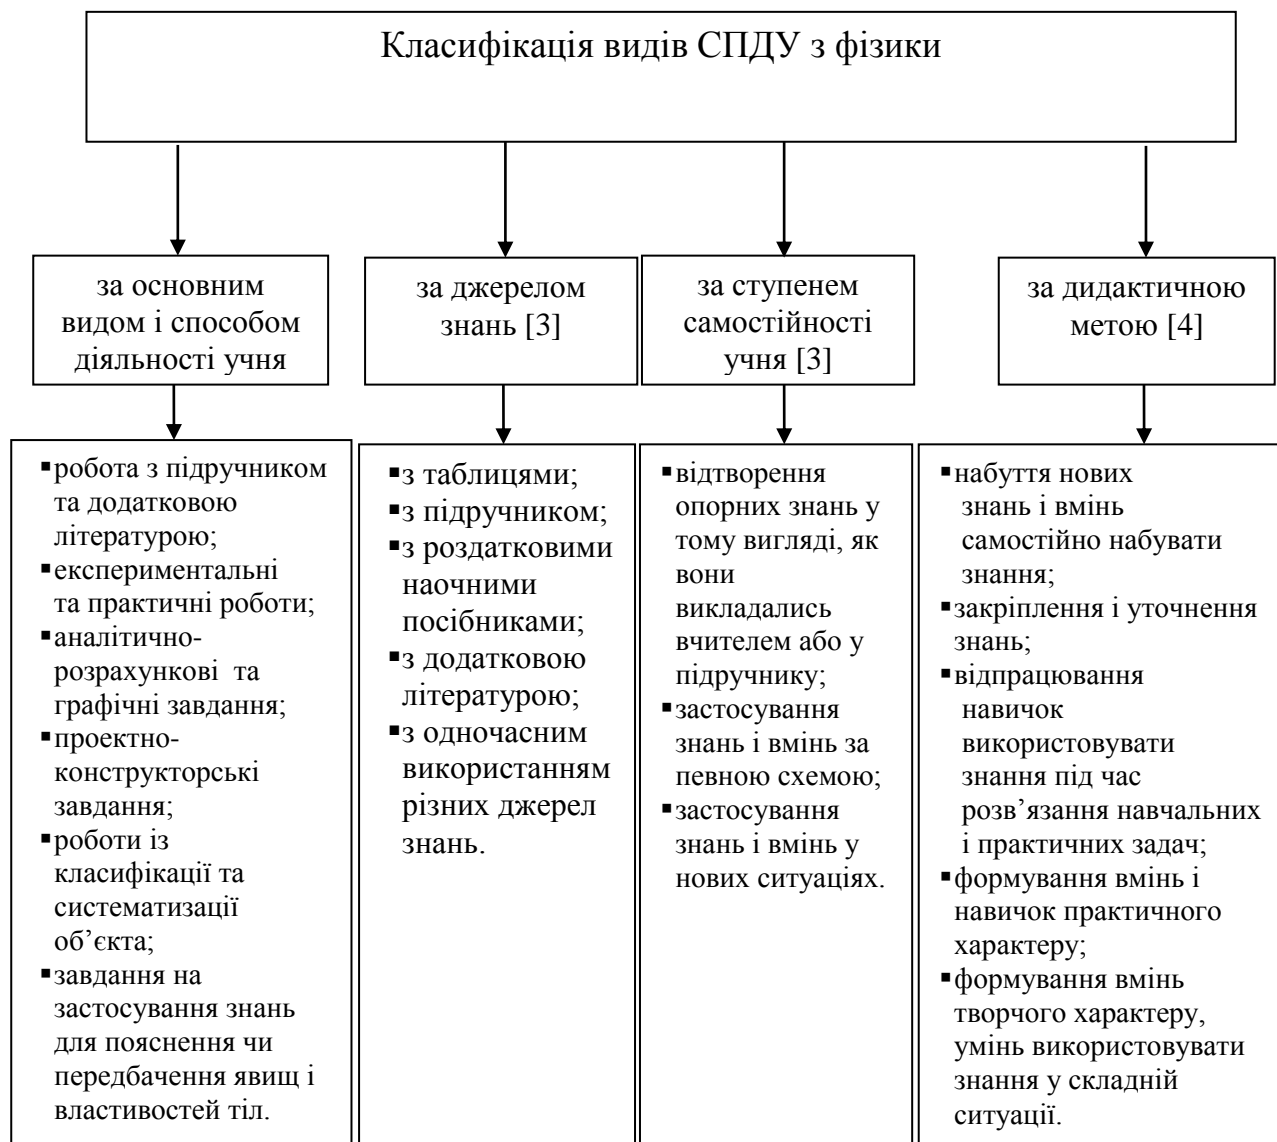 Класифікація видів СПДУ з фізики
за основним
видом і способом
діяльності учня
за джерелом
знань [3]
за ступенем
самостійності
учня [3]
за дидактичною
метою [4]
▪робота з підручником
та додатковою
літературою;
▪експериментальні
та практичні роботи;
▪аналітично-
розрахункові та
графічні завдання;
▪проектно-
конструкторські
завдання;
▪роботи із
класифікації та
систематизації
об’єкта;
▪завдання на
застосування знань
для пояснення чи
передбачення явищ і
властивостей тіл.
▪з таблицями;
▪з підручником;
▪з роздатковими
наочними
посібниками;
▪з додатковою
літературою;
▪з одночасним
використанням
різних джерел
знань.
▪відтворення
опорних знань у
тому вигляді, як
вони
викладались
вчителем або у
підручнику;
▪застосування
знань і вмінь за
певною схемою;
▪застосування
знань і вмінь у
нових ситуаціях.
▪набуття нових
знань і вмінь
самостійно набувати
знання;
▪закріплення і уточнення
знань;
▪відпрацювання
навичок
використовувати
знання під час
розв’язання навчальних
і практичних задач;
▪формування вмінь і
навичок практичного
характеру;
▪формування вмінь
творчого характеру,
умінь використовувати
знання у складній
ситуації.